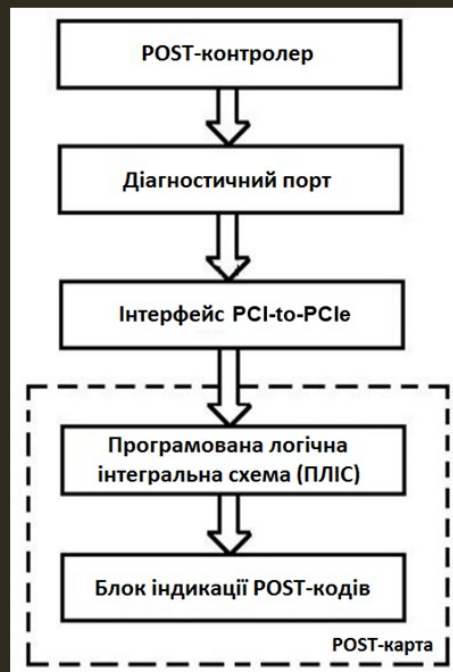 POST-контролер
Діагностичний порт
Інтерфейс PCI-to-PCIe
Програмована логічна
інтегральна схема (ПЛІС)
Блок індикації POST-кодів
POST-карта